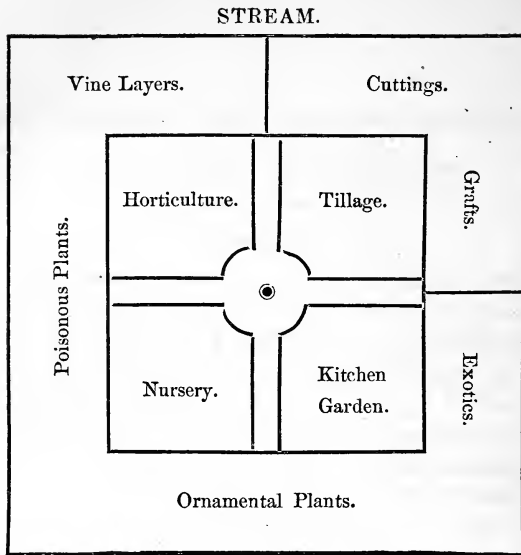 STREAM.
Vine Layers.
Cuttings.
Horticulture.
Tillage.
Grafts.
Poisonous Plants.
Nursery.
Kitchen
Garden.
Exotics.
Ornamental Plants.